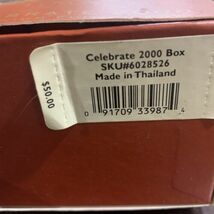 Celebrate 2000 Box
SKU#6028526
Made in Thailand
$50.00
0 91709 33987 4